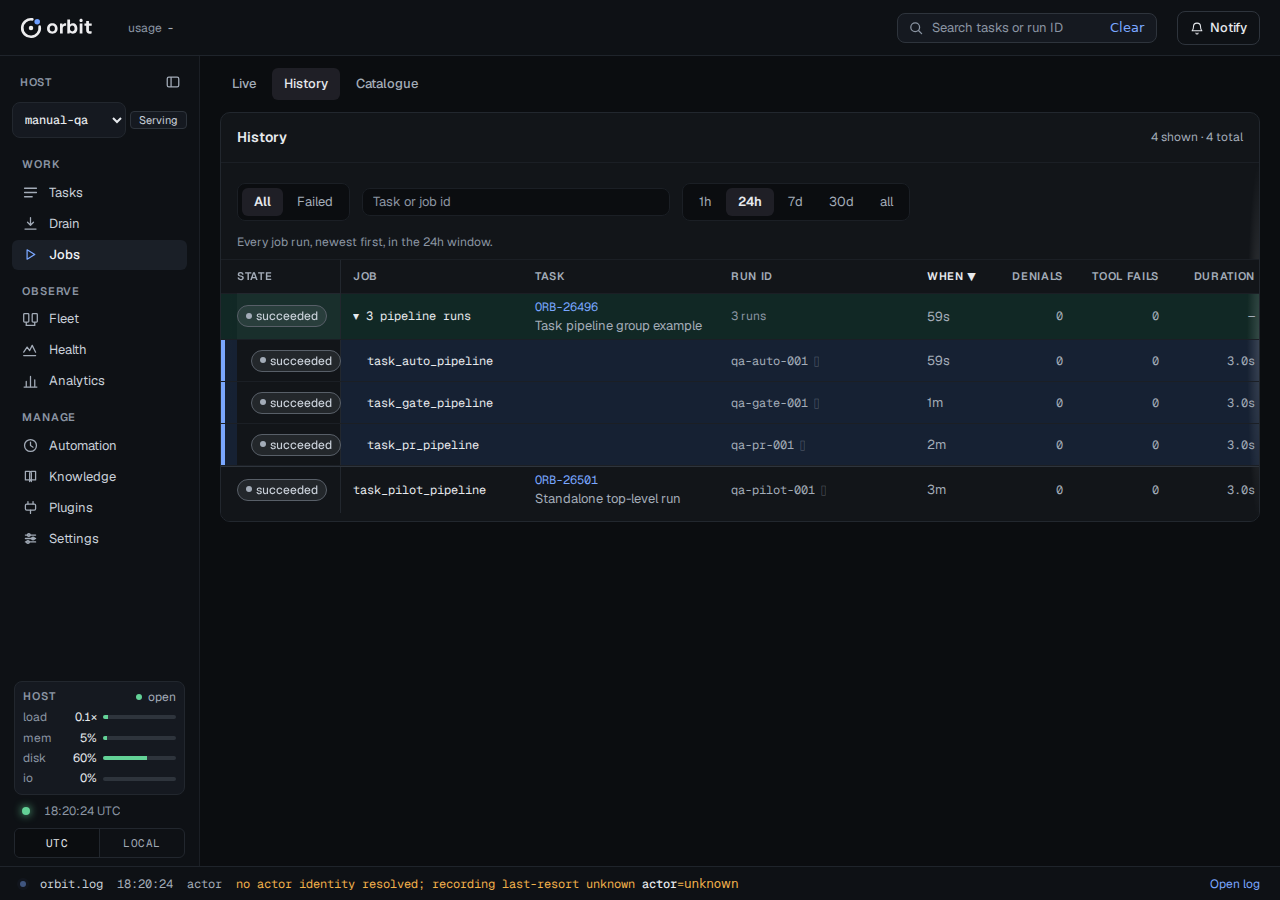 orbit
usage -
Search tasks or run ID
Clear
Notify
HOST
manual-qa
Serving
WORK
Tasks
Drain
Jobs
OBSERVE
Fleet
Health
Analytics
MANAGE
Automation
Knowledge
Plugins
Settings
HOST
open
load 0.1×
mem 5%
disk 60%
io 0%
18:20:24 UTC
UTC LOCAL
Live History Catalogue
History
4 shown · 4 total
All Failed
Task or job id
1h 24h 7d 30d all
Every job run, newest first, in the 24h window.
STATE JOB TASK RUN ID WHEN ▼ DENIALS TOOL FAILS DURATION
succeeded ▾ 3 pipeline runs ORB-26496 3 runs 59s 0 0 —
Task pipeline group example
succeeded task_auto_pipeline qa-auto-001 59s 0 0 3.0s
succeeded task_gate_pipeline qa-gate-001 1m 0 0 3.0s
succeeded task_pr_pipeline qa-pr-001 2m 0 0 3.0s
succeeded task_pilot_pipeline ORB-26501 qa-pilot-001 3m 0 0 3.0s
Standalone top-level run
orbit.log 18:20:24 actor no actor identity resolved; recording last-resort unknown actor=unknown
Open log